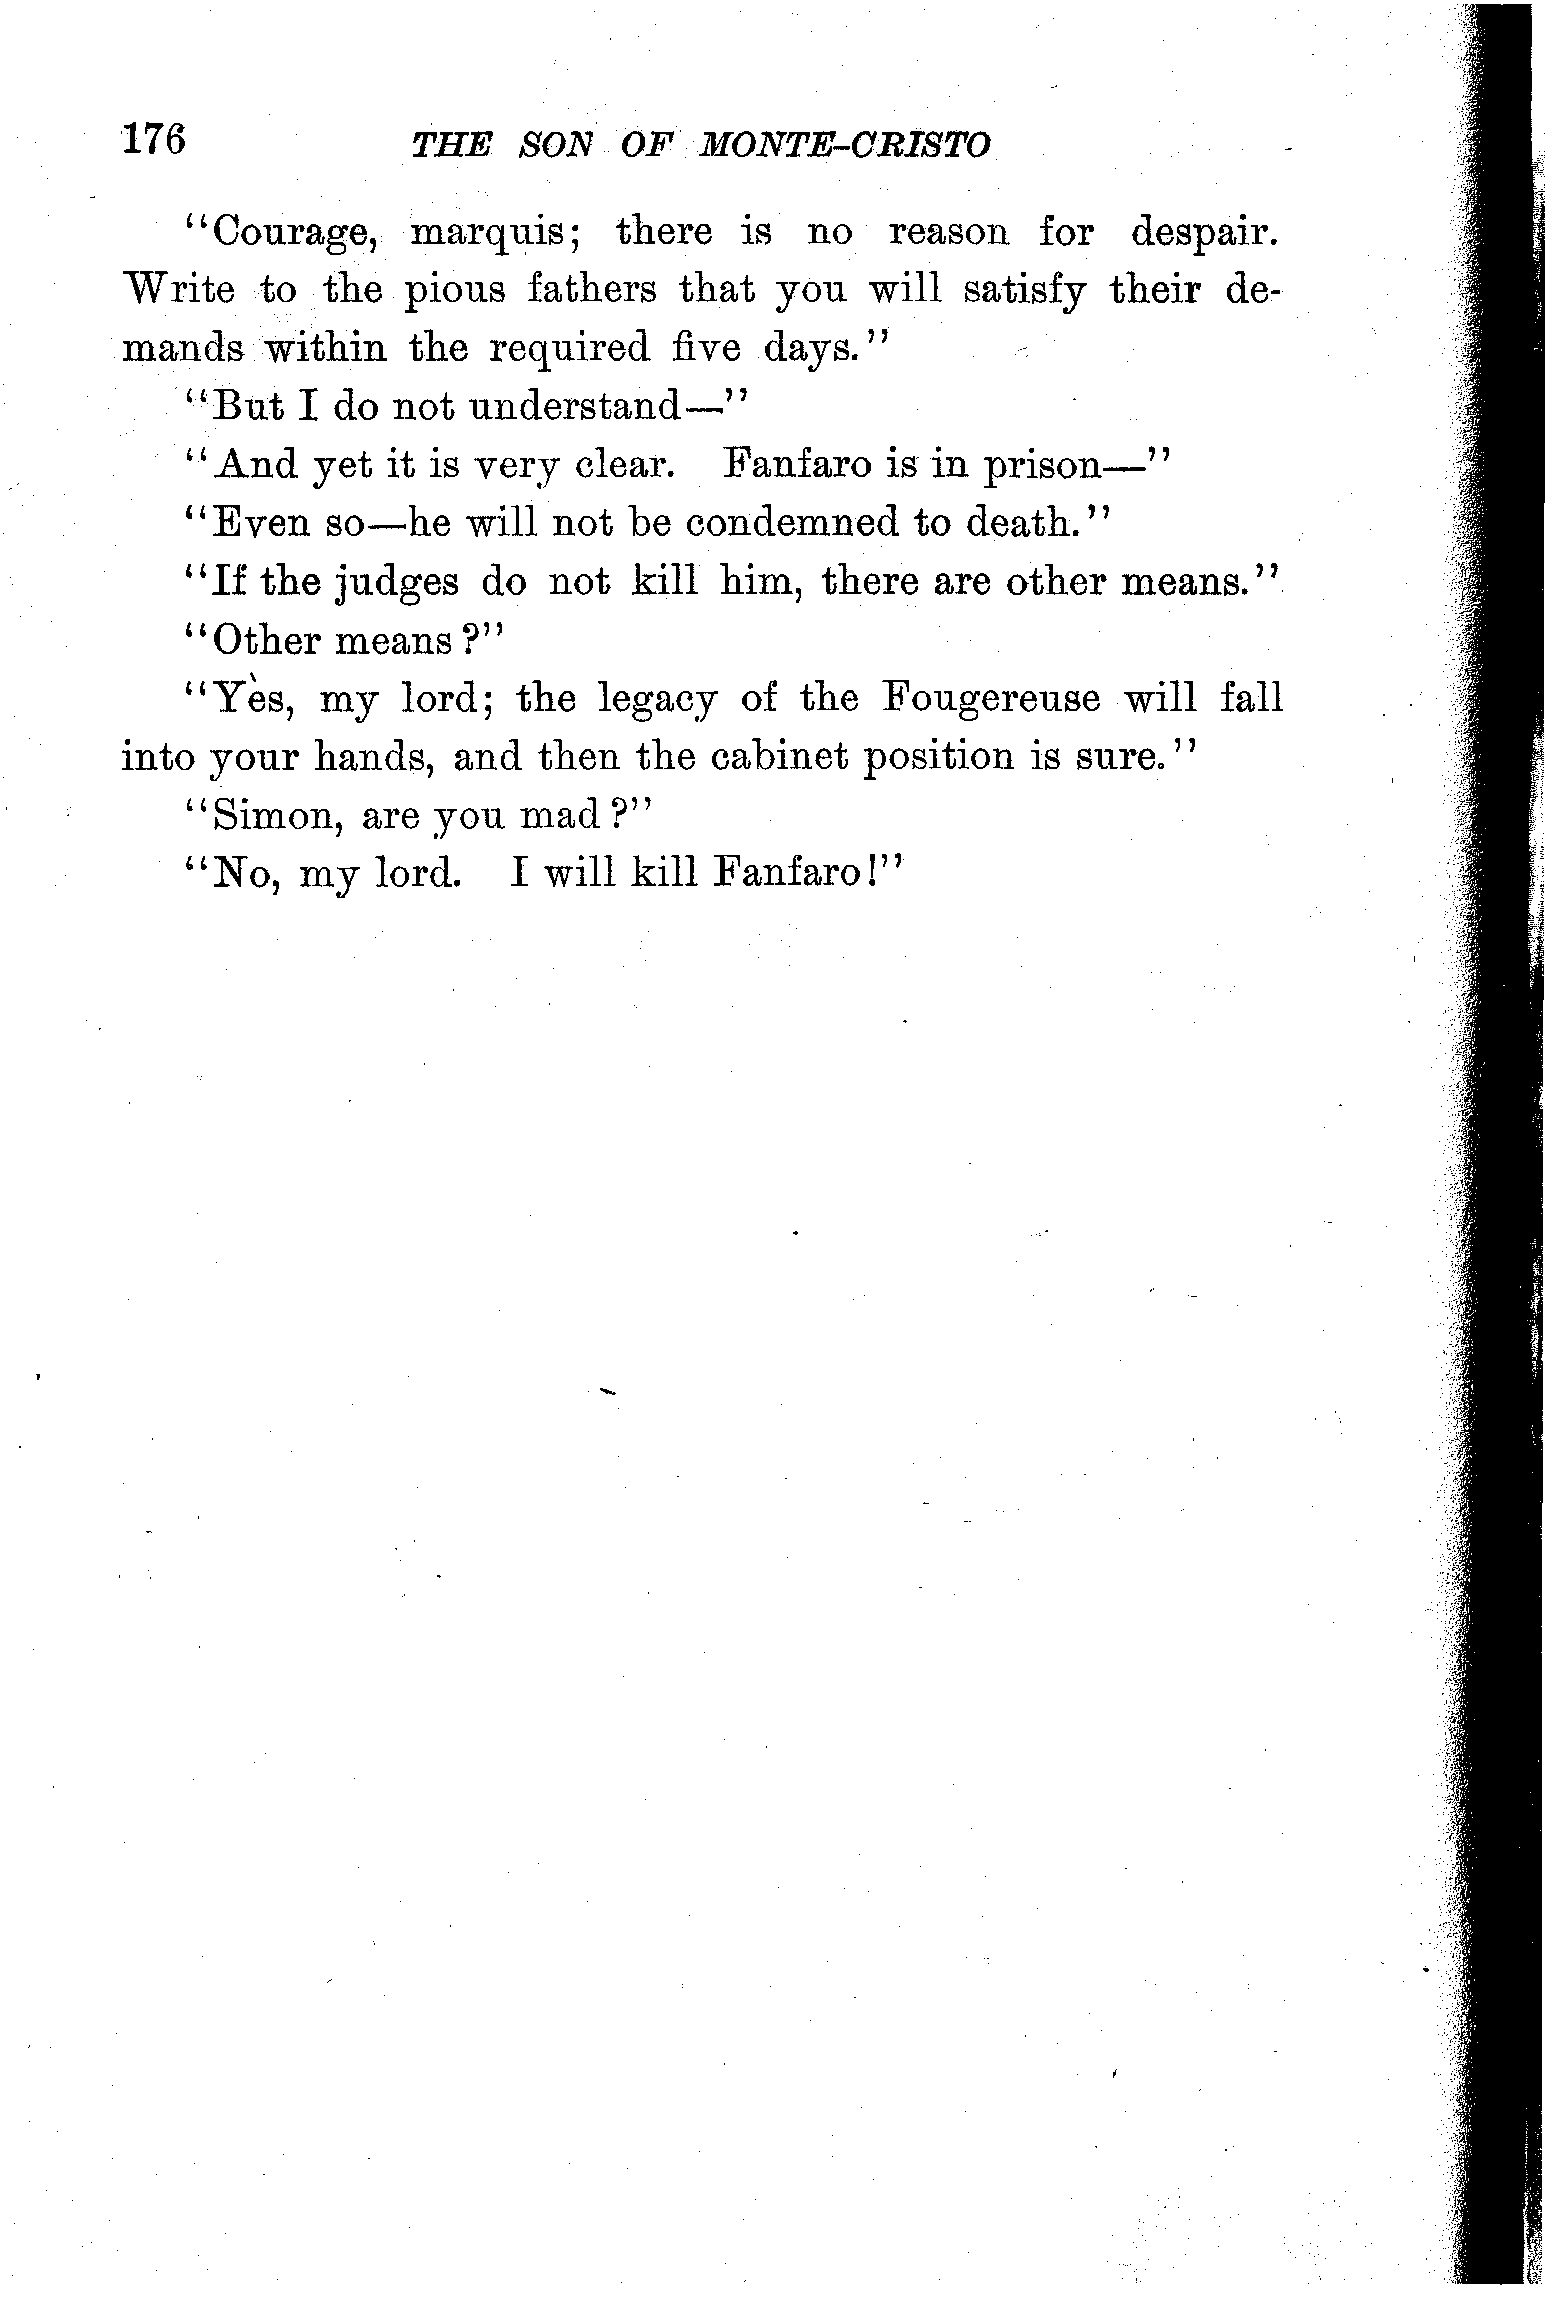 176 THE SON OF MONTE-CRISTO
"Courage, marquis; there is no reason for despair.
Write to the pious fathers that you will satisfy their de-
mands within the required five days."
"But I do not understand—"
"And yet it is very clear. Fanfaro is in prison—"
"Even so—he will not be condemned to death."
"If the judges do not kill him, there are other means."
"Other means?"
"Yes, my lord; the legacy of the Fougereuse will fall
into your hands, and then the cabinet position is sure."
"Simon, are you mad?"
"No, my lord. I will kill Fanfaro!"